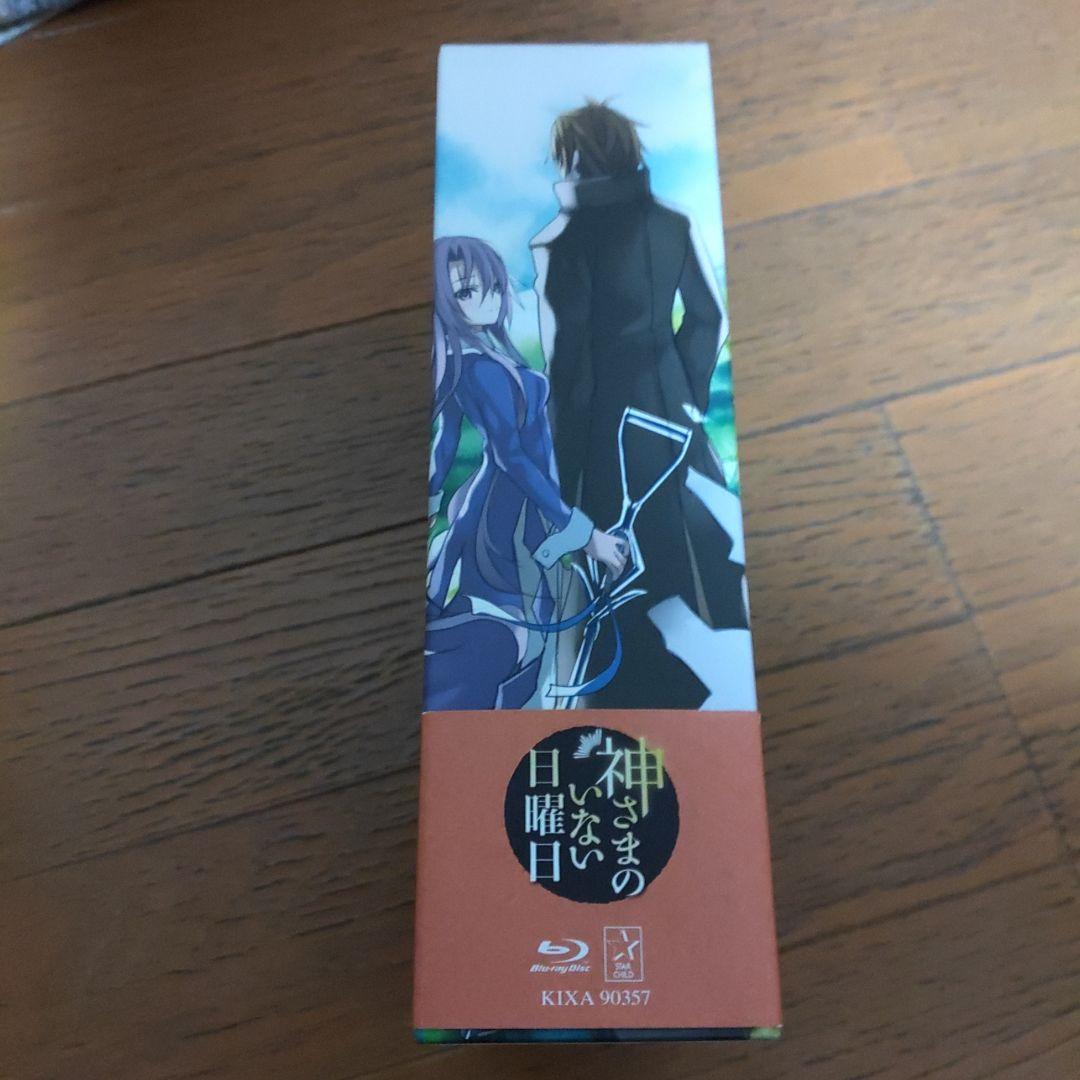 神さまの
いない
日曜日
Blu-ray Disc
STAR
CHILD
KIXA 90357